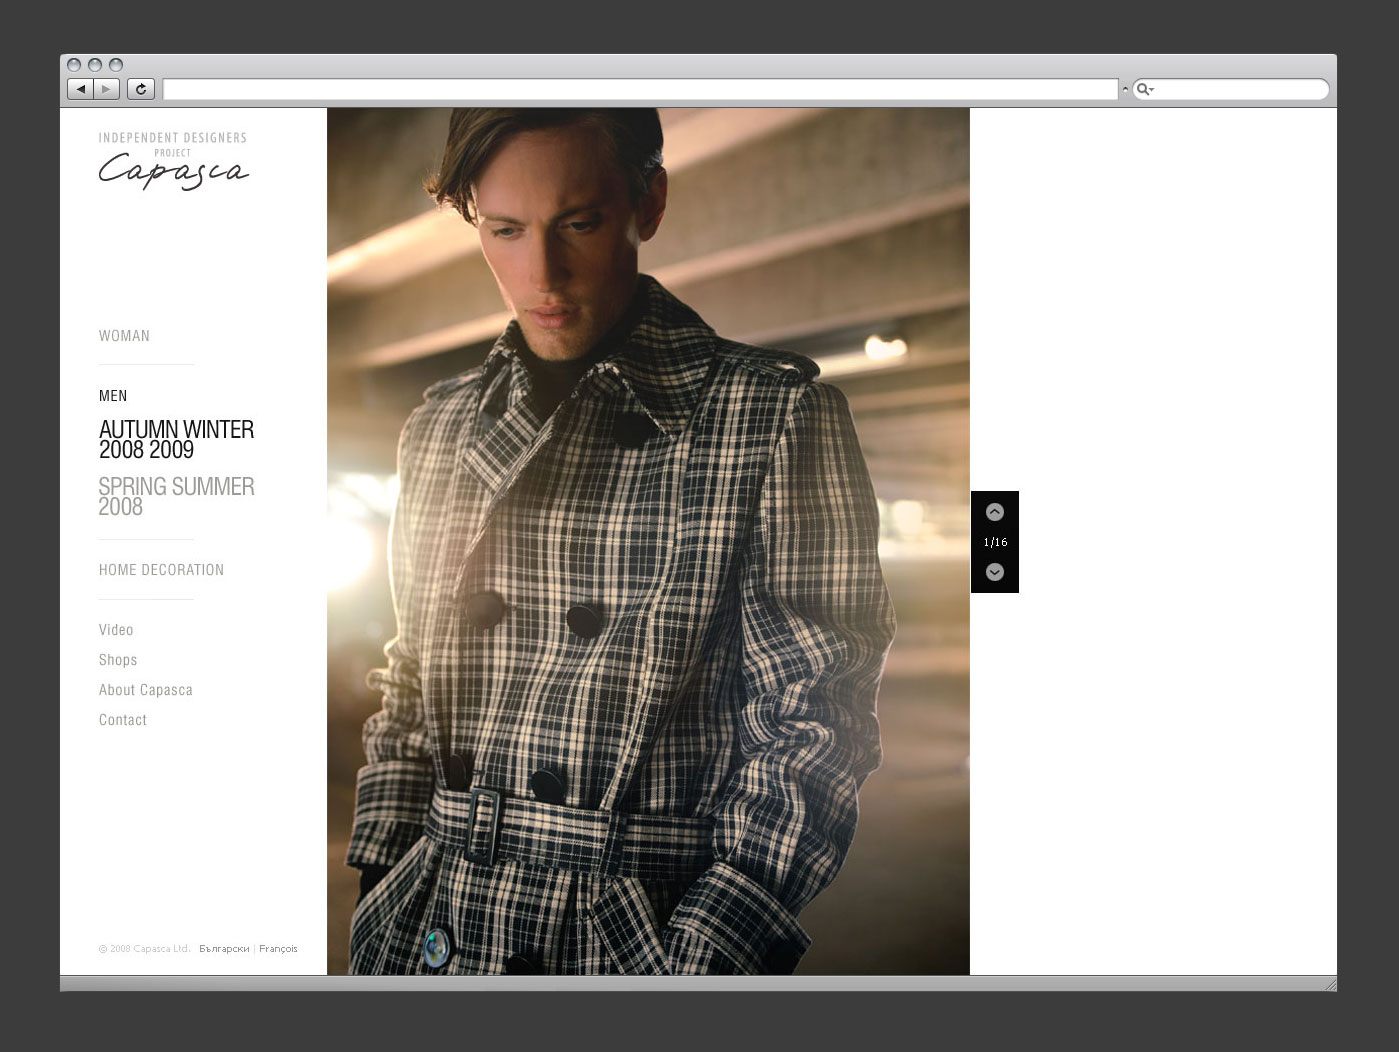 INDEPENDENT DESIGNERS
PROJECT
Capasca
WOMAN
MEN
AUTUMN WINTER
2008 2009
SPRING SUMMER
2008
HOME DECORATION
Video
Shops
About Capasca
Contact
1/16
© 2008 Capasca Ltd. Български | François